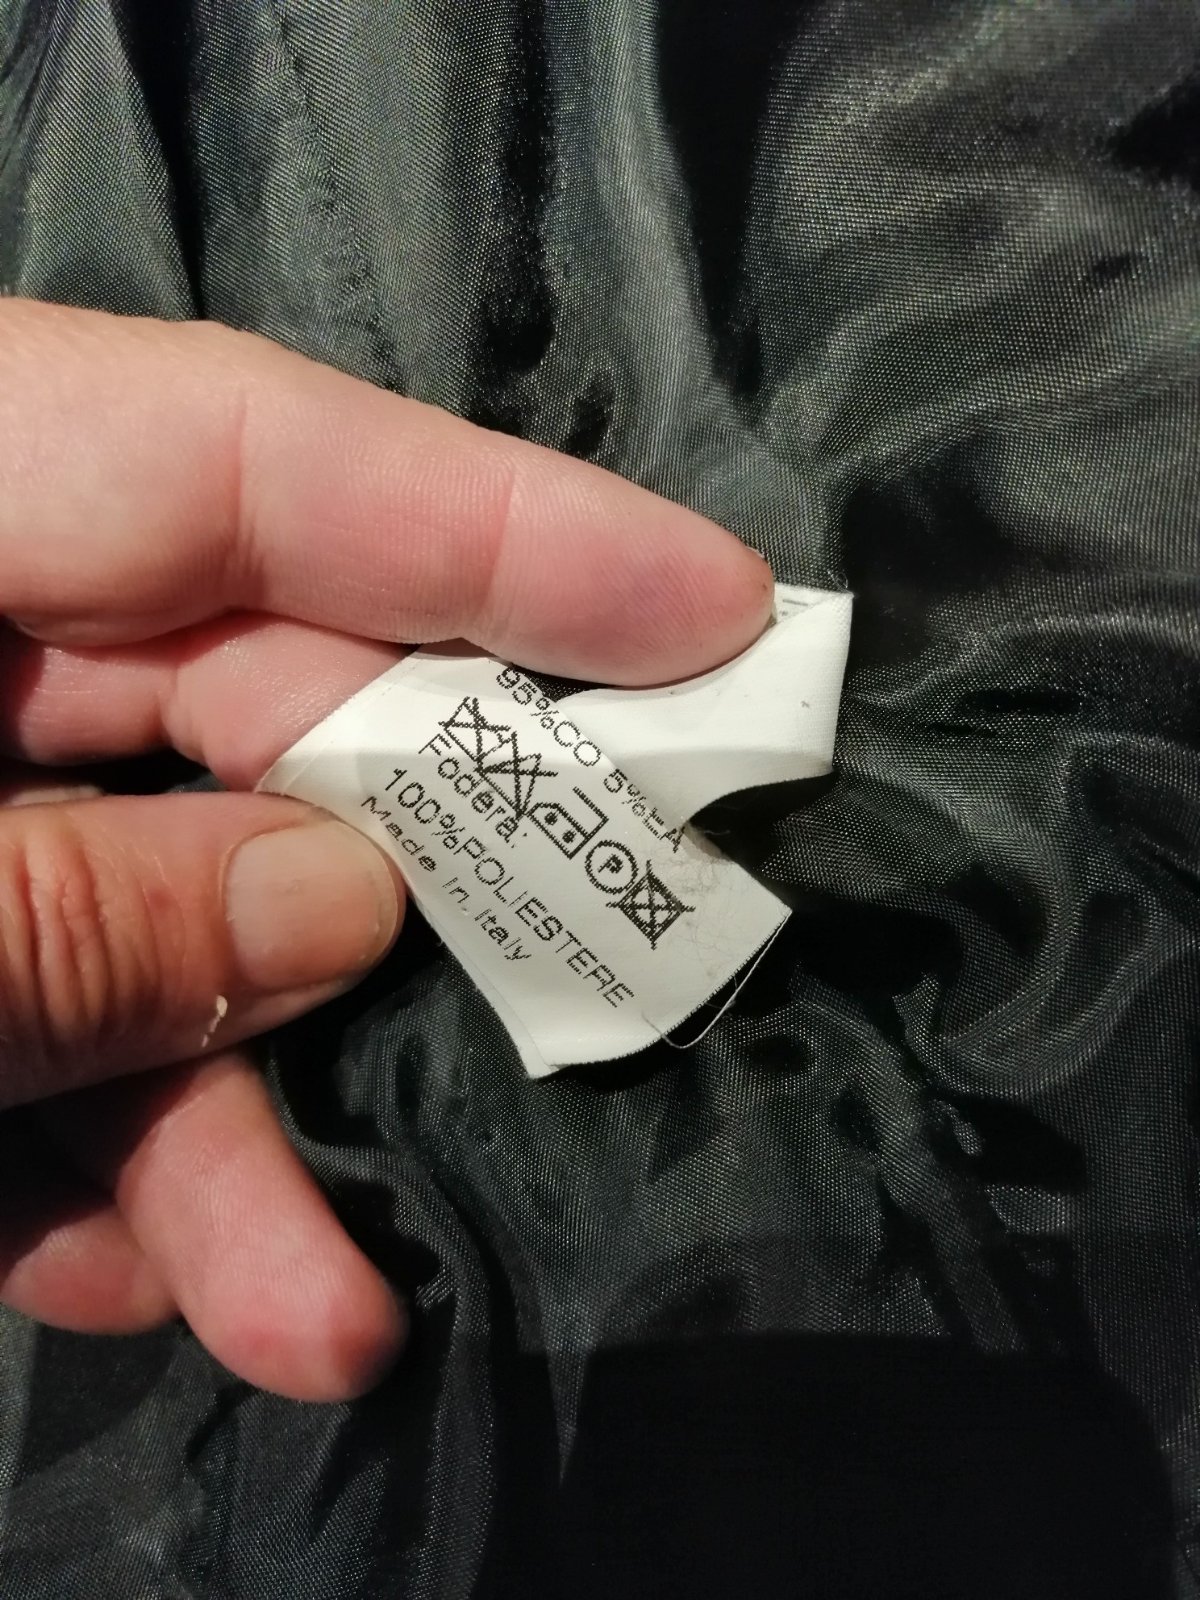 95%CO 5%EA
P
Fodera:
100%POLIESTERE
Made in Italy